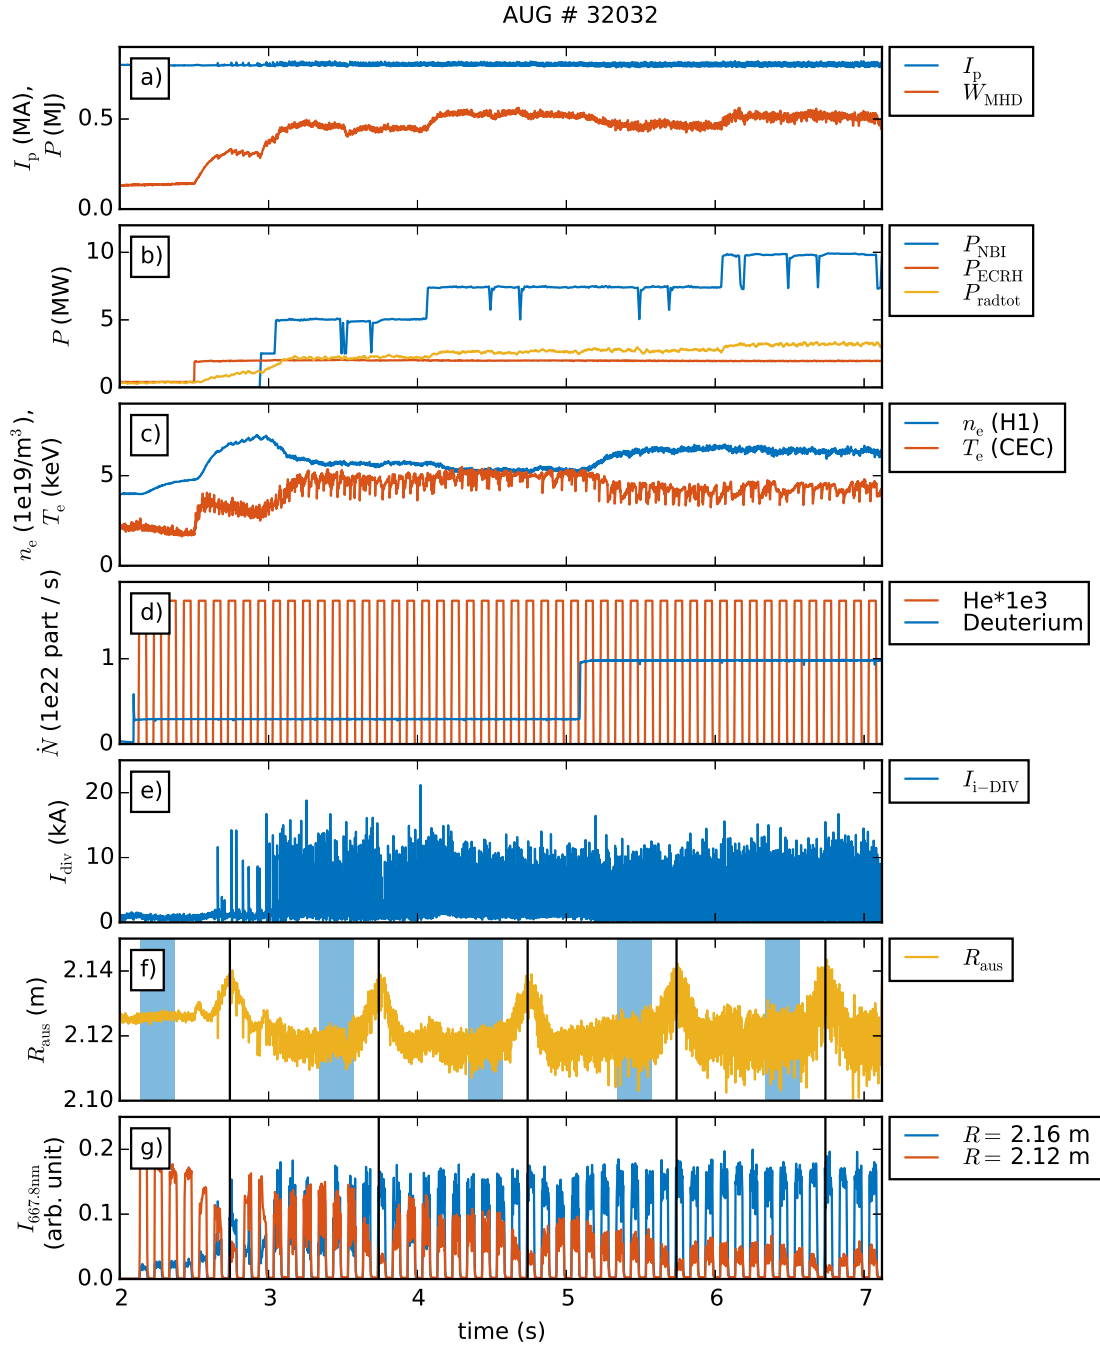 AUG # 32032
a)
I_p (MA),
P (MJ)
0.5
0.0
I_p
W_MHD
b)
P (MW)
10
5
0
P_NBI
P_ECRH
P_radtot
c)
n_e (1e19/m^3),
T_e (keV)
5
0
n_e (H1)
T_e (CEC)
d)
Ṅ (1e22 part / s)
1
0
He*1e3
Deuterium
e)
I_div (kA)
20
10
0
I_i−DIV
f)
R_aus (m)
2.14
2.12
2.10
R_aus
g)
I_667.8nm
(arb. unit)
0.2
0.1
0.0
R = 2.16 m
R = 2.12 m
2 3 4 5 6 7
time (s)